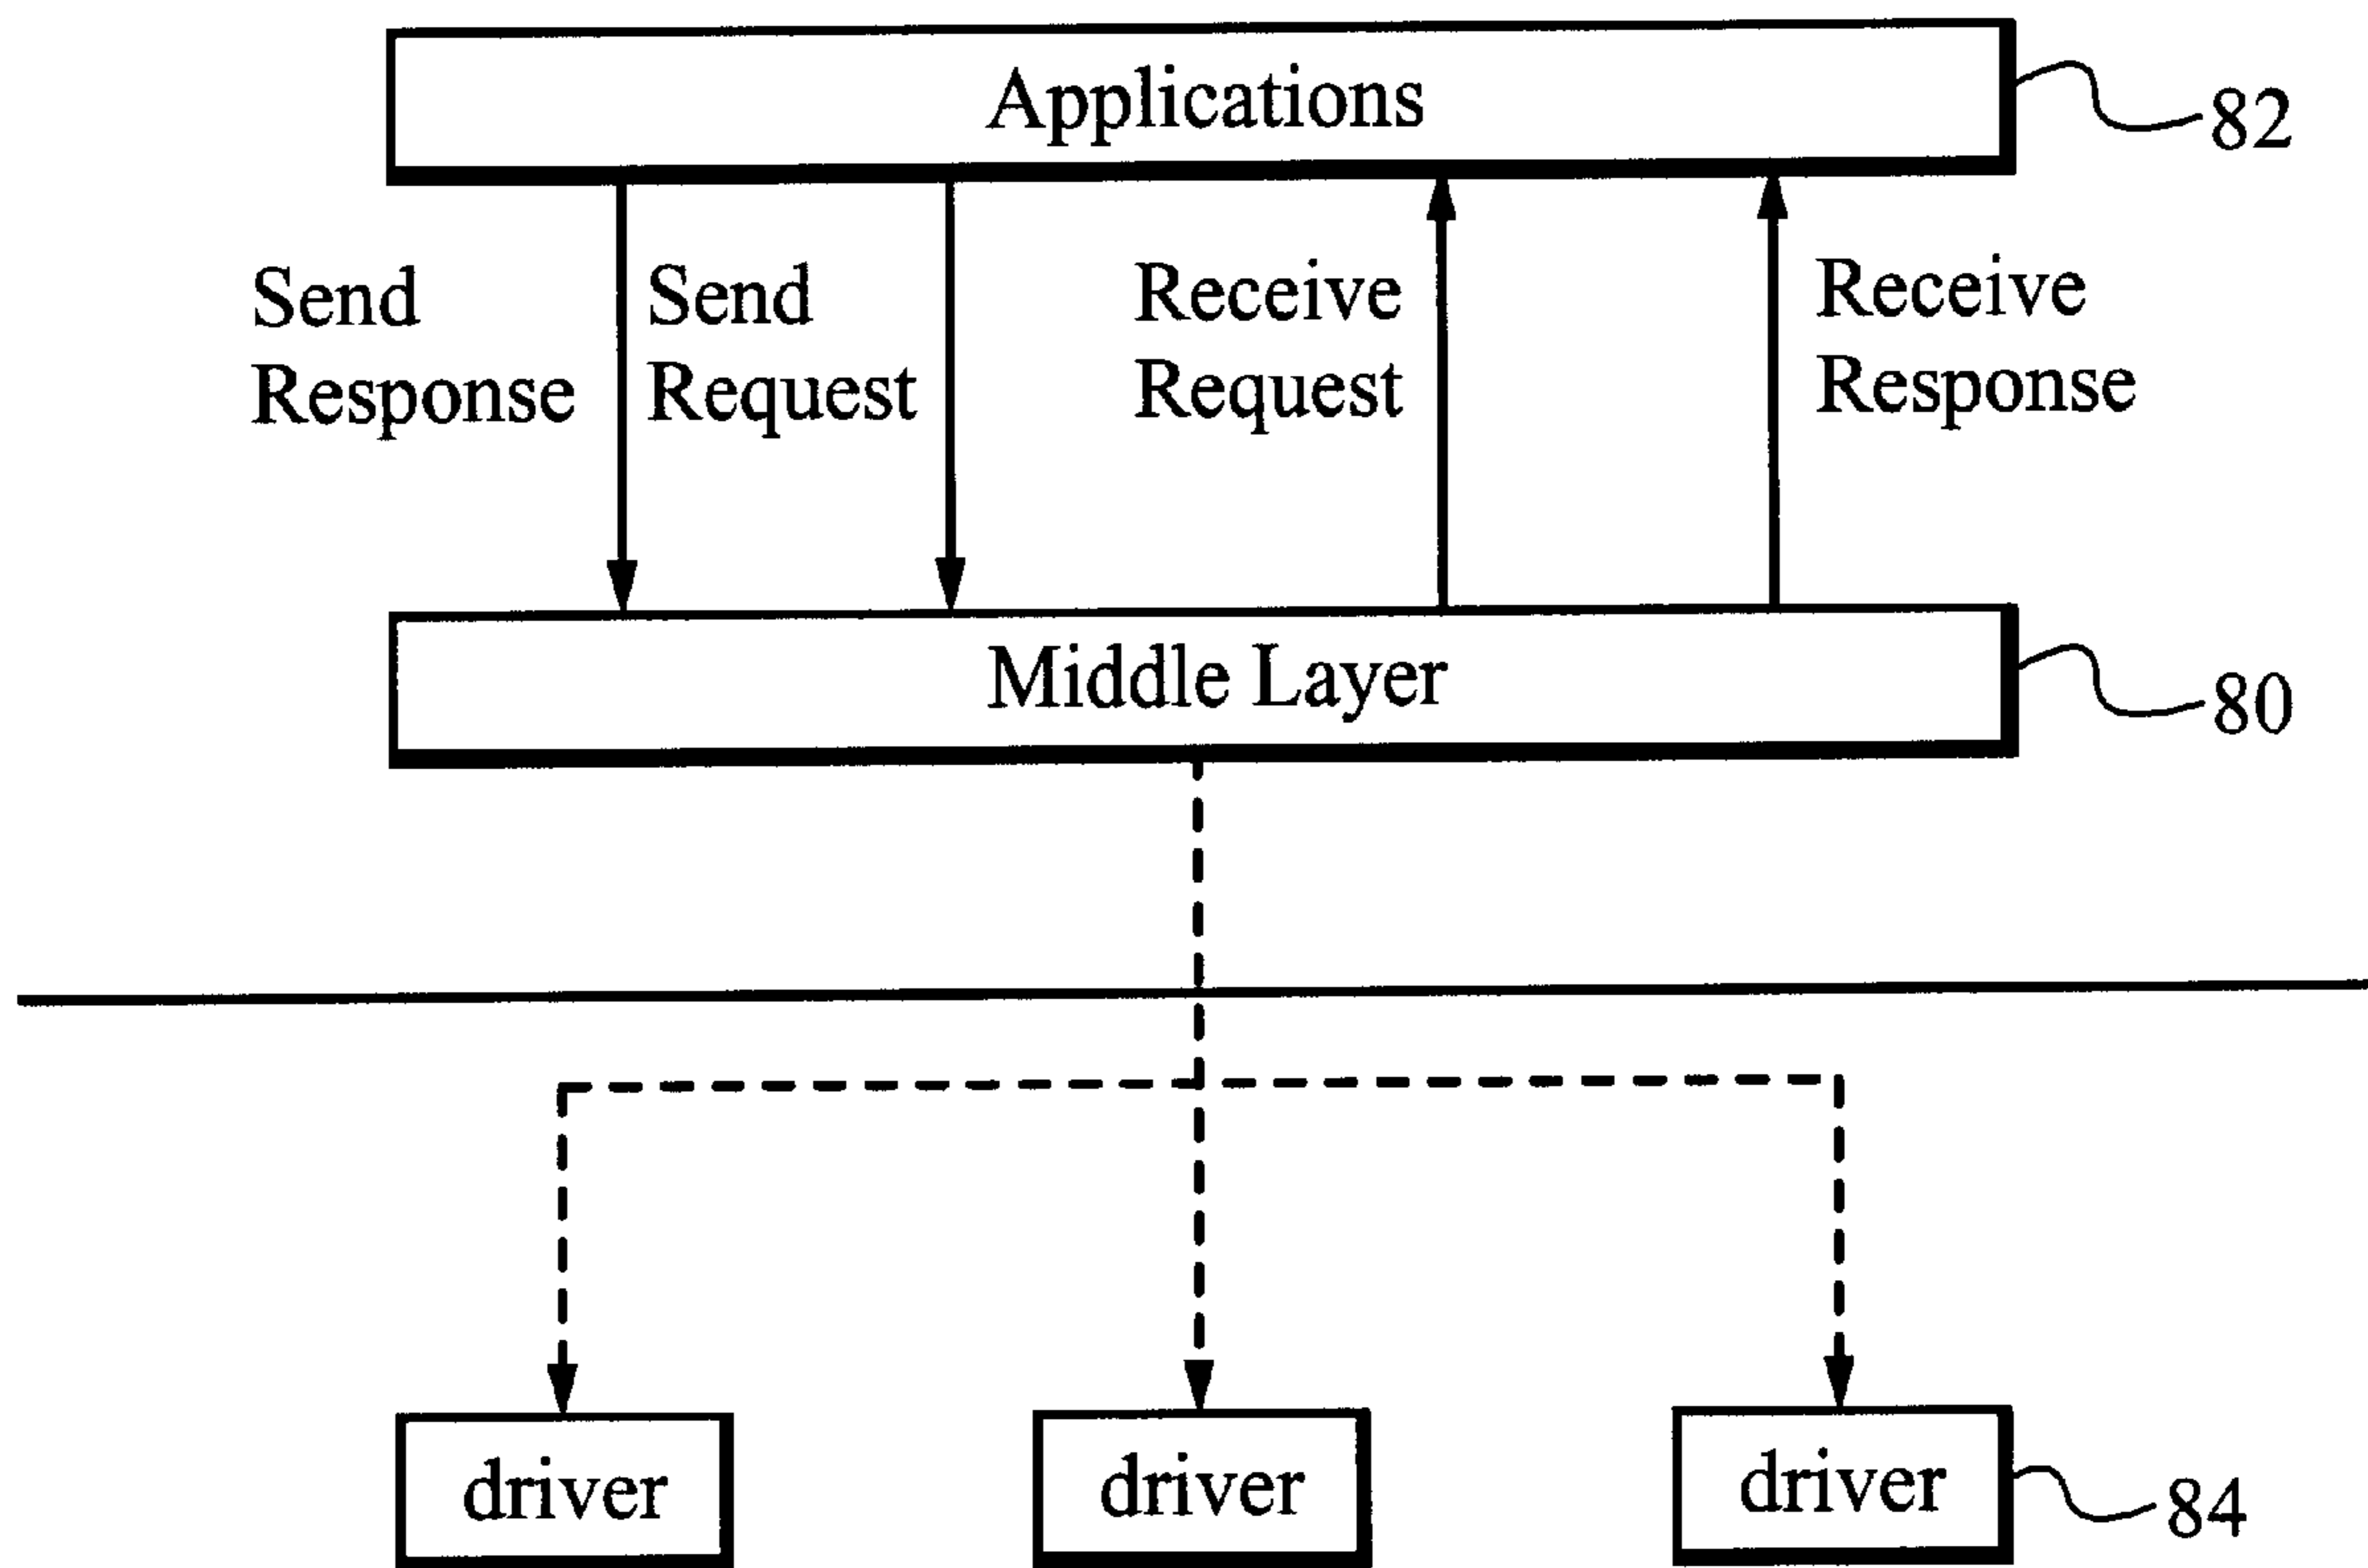 Applications
82
Send
Response
Send
Request
Receive
Request
Receive
Response
Middle Layer
80
driver
driver
driver
84